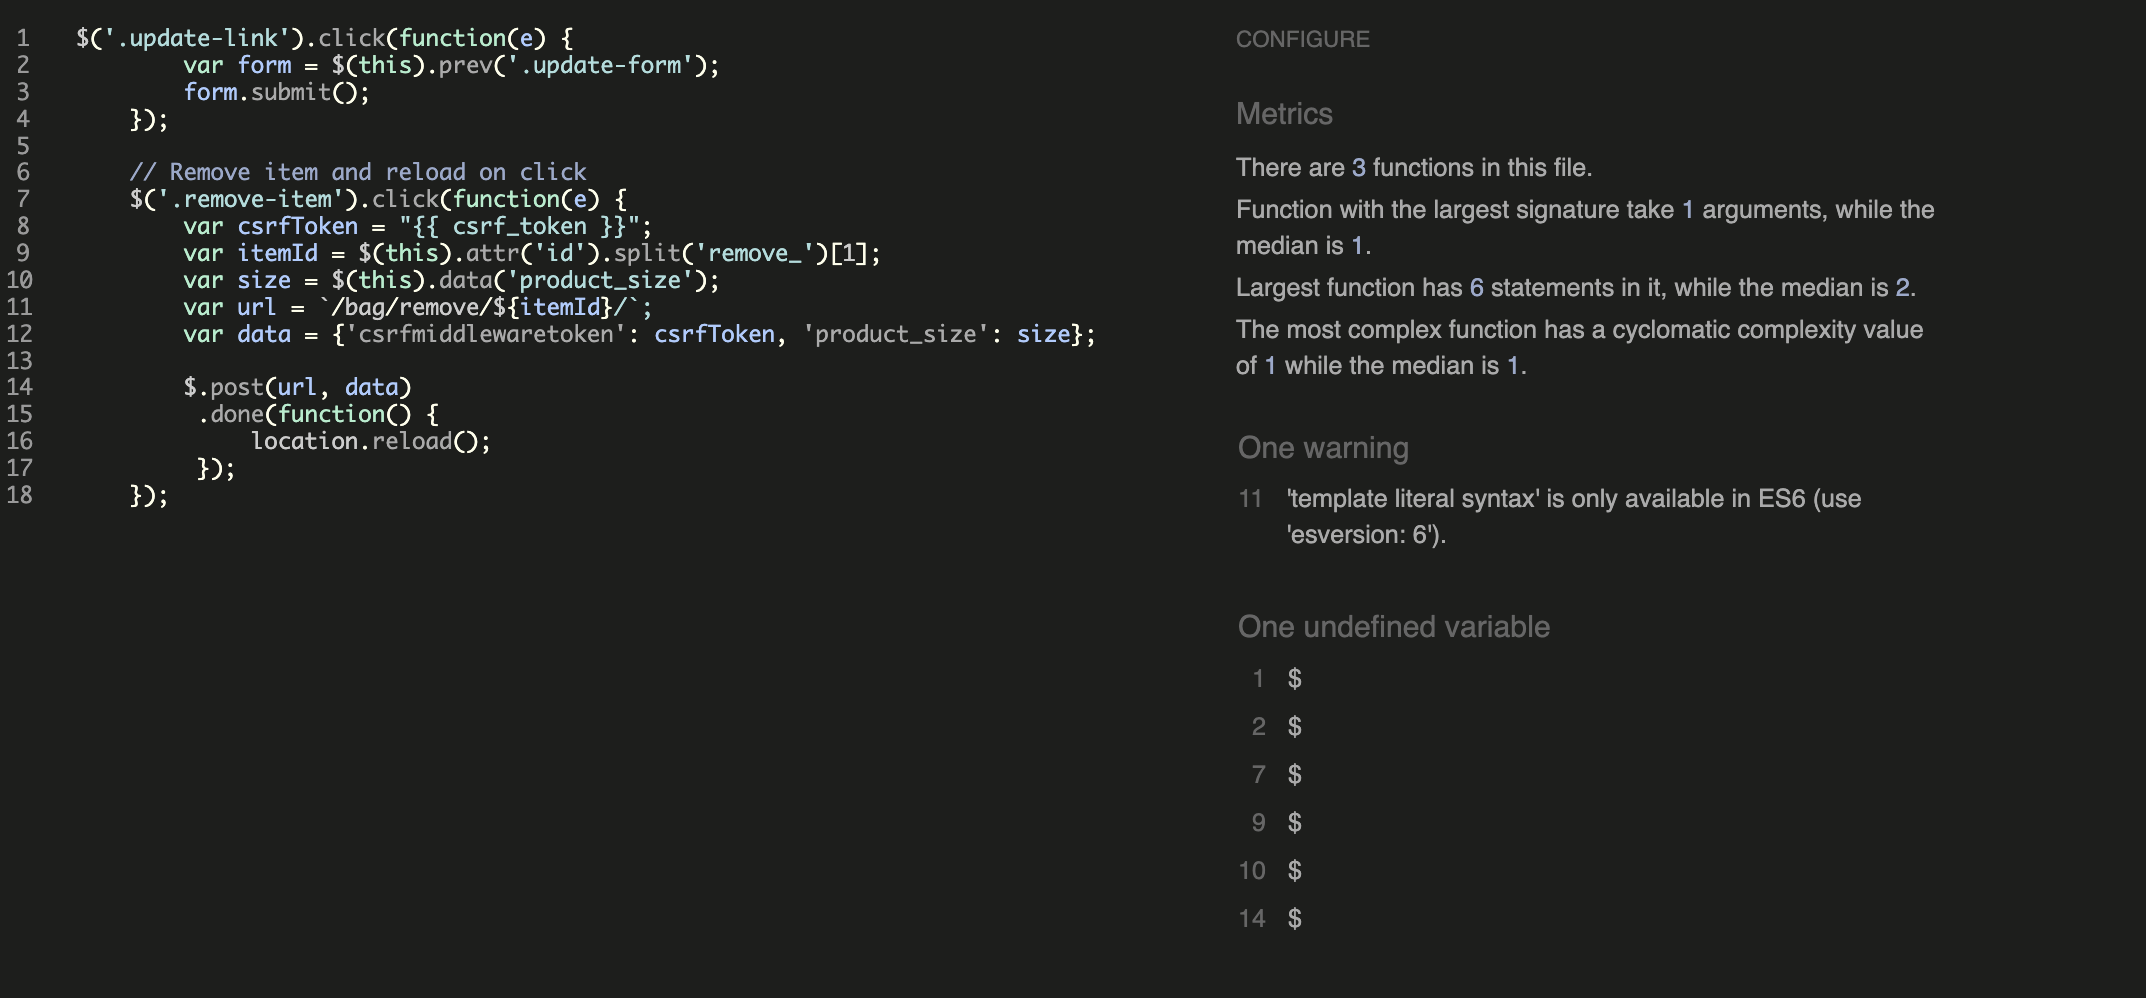 1 $('.update-link').click(function(e) {
2 var form = $(this).prev('.update-form');
3 form.submit();
4 });
5
6 // Remove item and reload on click
7 $('.remove-item').click(function(e) {
8 var csrfToken = "{{ csrf_token }}";
9 var itemId = $(this).attr('id').split('remove_')[1];
10 var size = $(this).data('product_size');
11 var url = `/bag/remove/${itemId}/`;
12 var data = {'csrfmiddlewaretoken': csrfToken, 'product_size': size};
13
14 $.post(url, data)
15 .done(function() {
16 location.reload();
17 });
18 });
CONFIGURE
Metrics
There are 3 functions in this file.
Function with the largest signature take 1 arguments, while the
median is 1.
Largest function has 6 statements in it, while the median is 2.
The most complex function has a cyclomatic complexity value
of 1 while the median is 1.
One warning
11 'template literal syntax' is only available in ES6 (use
'esversion: 6').
One undefined variable
1 $
2 $
7 $
9 $
10 $
14 $